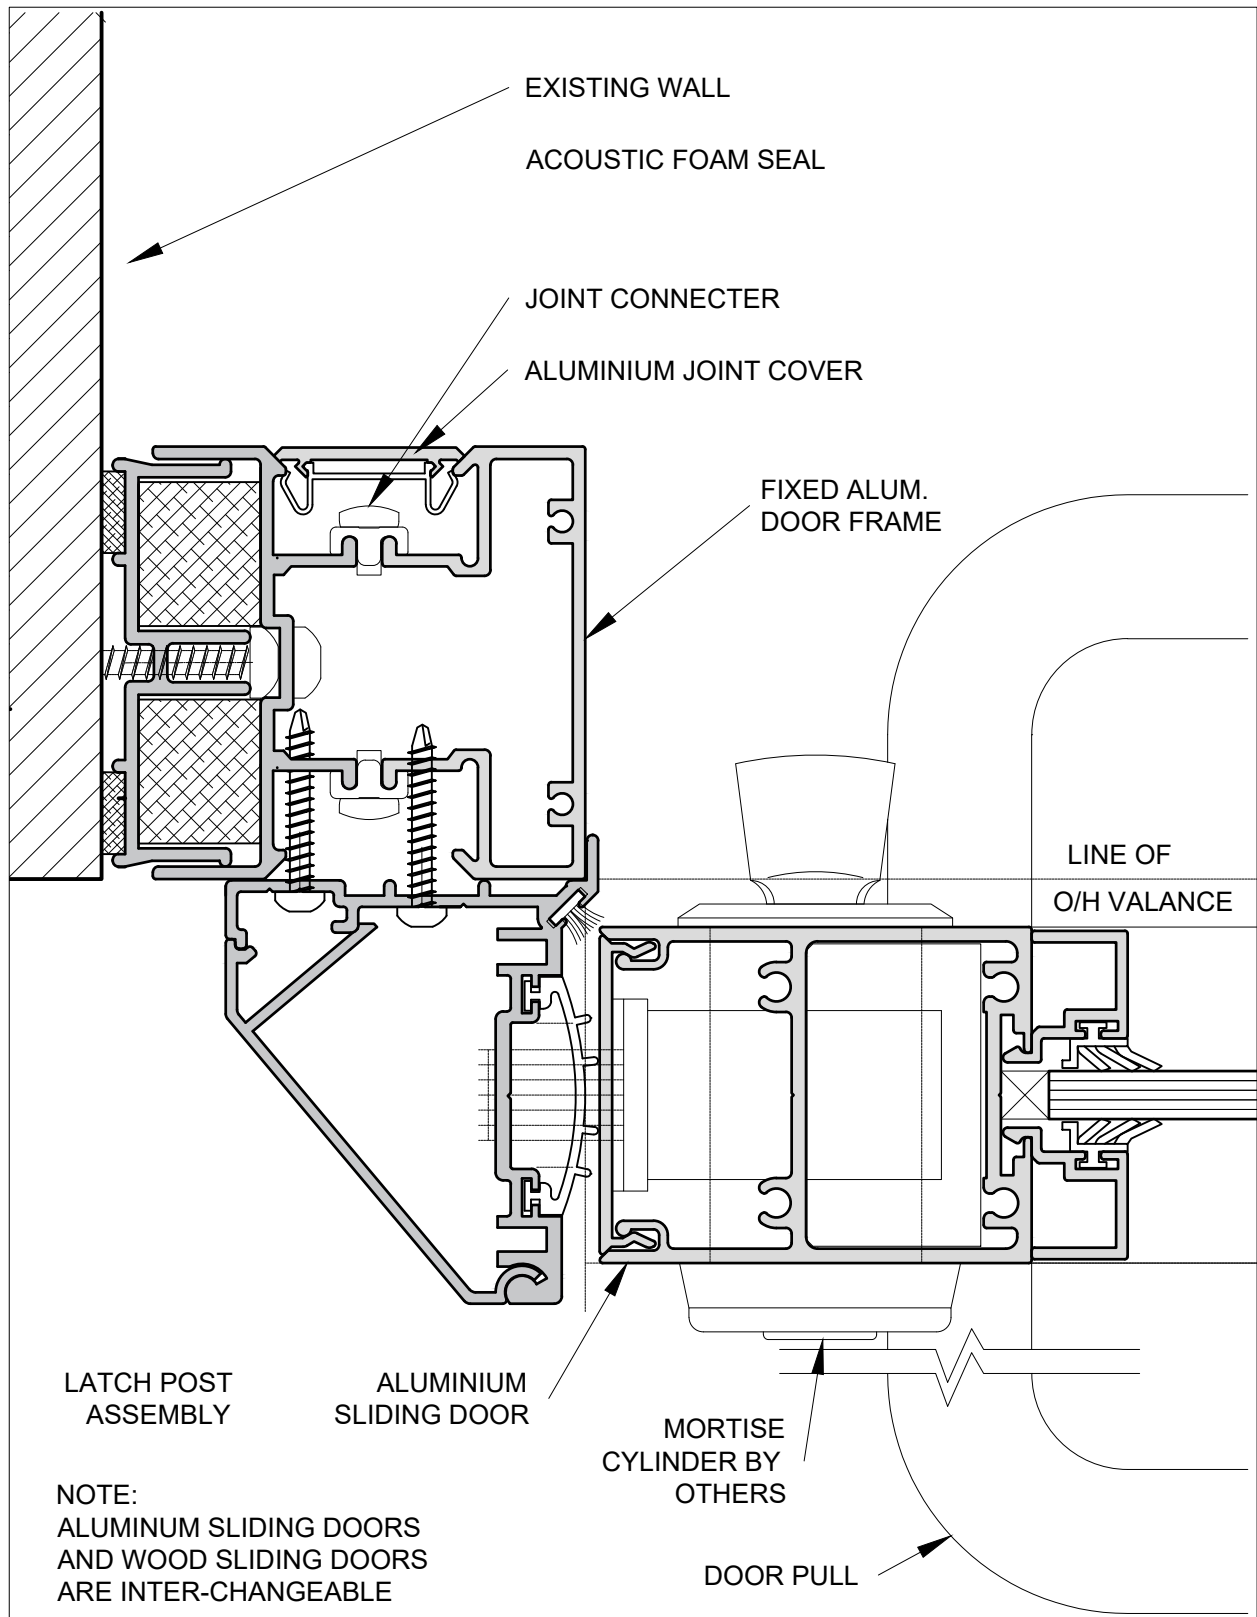 EXISTING WALL
ACOUSTIC FOAM SEAL
JOINT CONNECTER
ALUMINIUM JOINT COVER
FIXED ALUM.
DOOR FRAME
LINE OF
O/H VALANCE
LATCH POST
ASSEMBLY
ALUMINIUM
SLIDING DOOR
MORTISE
CYLINDER BY
OTHERS
DOOR PULL
NOTE:
ALUMINUM SLIDING DOORS
AND WOOD SLIDING DOORS
ARE INTER-CHANGEABLE